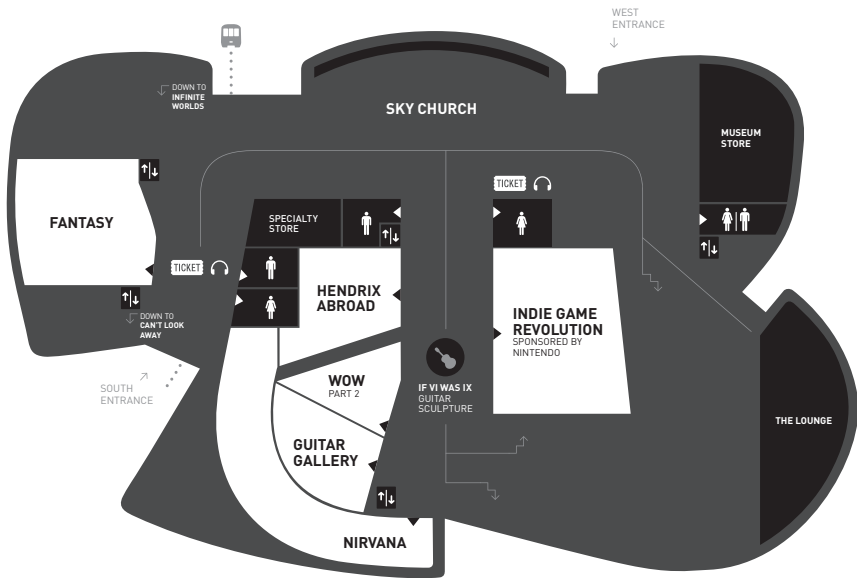 WEST
ENTRANCE
DOWN TO
INFINITE
WORLDS
SKY CHURCH
MUSEUM
STORE
TICKET
FANTASY
SPECIALTY
STORE
TICKET
HENDRIX
ABROAD
INDIE GAME
REVOLUTION
SPONSORED BY
NINTENDO
DOWN TO
CAN'T LOOK
AWAY
SOUTH
ENTRANCE
WOW
PART 2
IF VI WAS IX
GUITAR
SCULPTURE
THE LOUNGE
GUITAR
GALLERY
NIRVANA